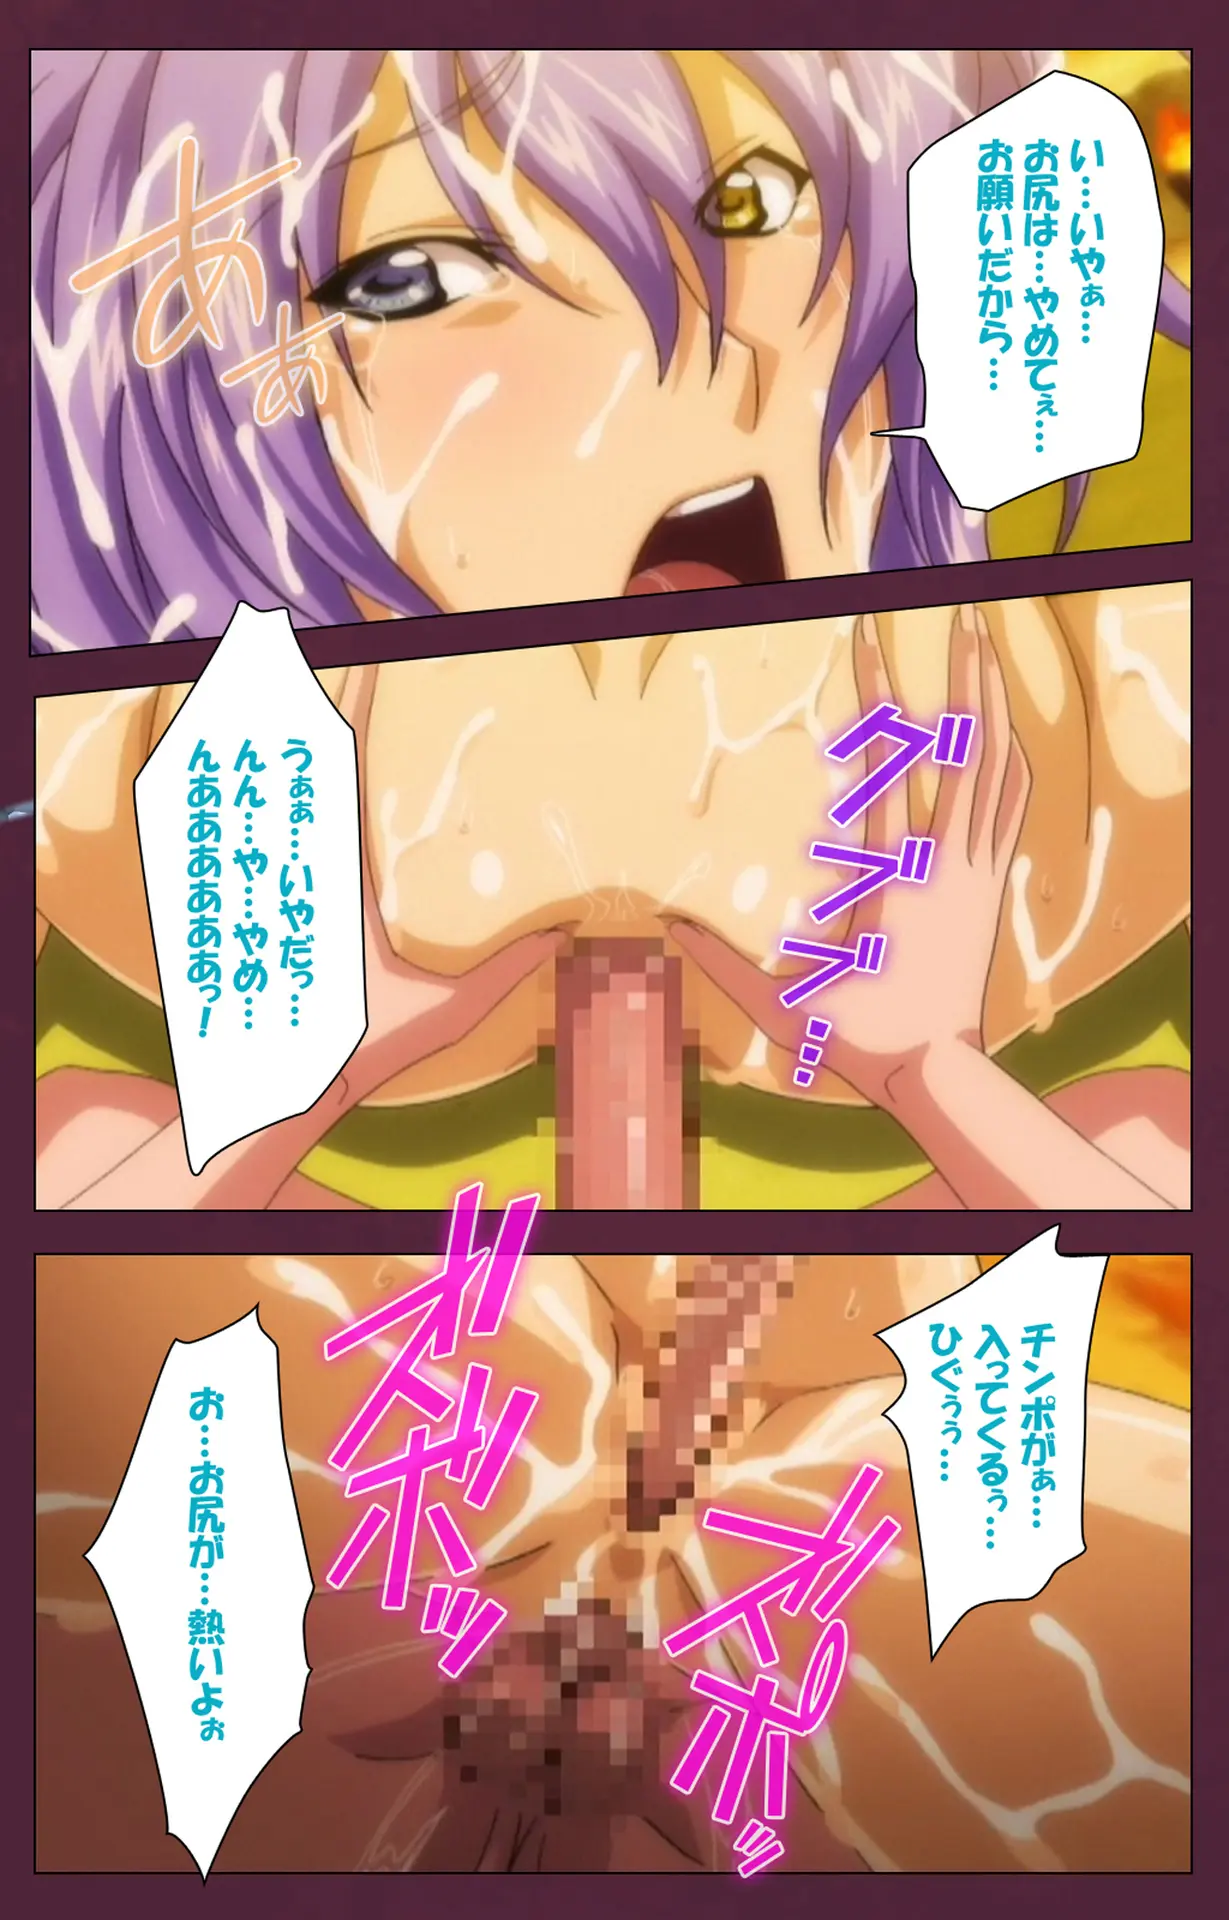 い…いやぁ…
お尻は…やめてぇ…
お願いだから…
あ
あ
うぁぁ…いやだっ…
んん…や…やめ…
んああああああっ！
グブブ…
チンポがぁ…
入ってくるぅ…
ひぐぅぅ…
ズボッ
ズポッ
お…お尻が…熱いよぉ